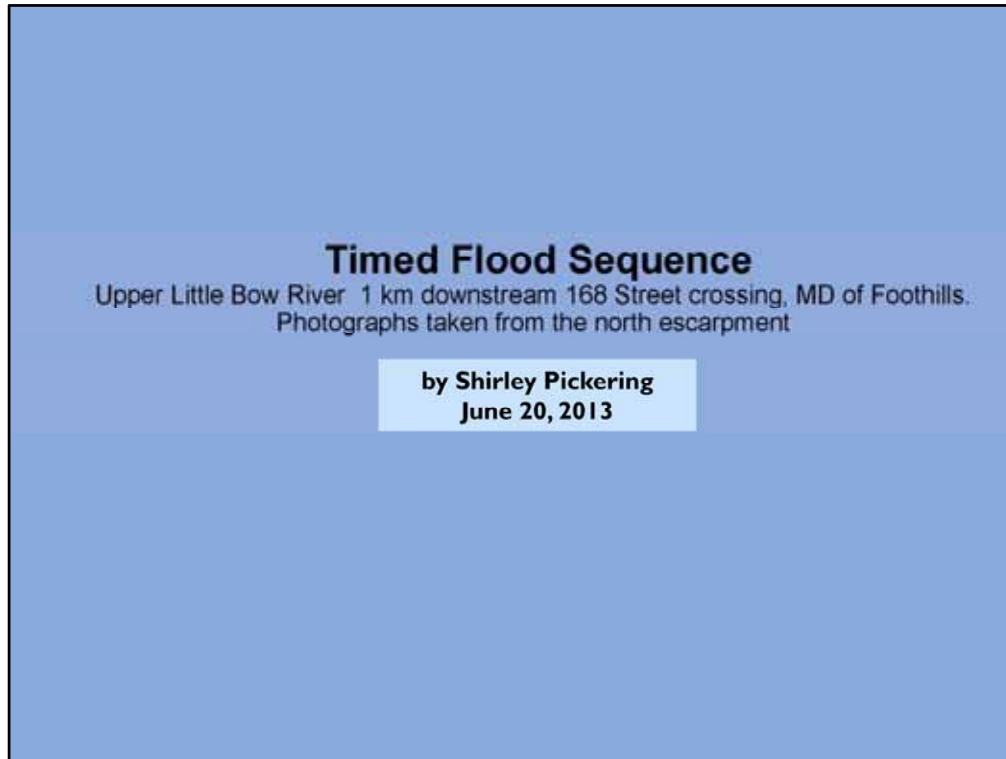 Timed Flood Sequence
Upper Little Bow River 1 km downstream 168 Street crossing, MD of Foothills.
Photographs taken from the north escarpment
by Shirley Pickering
June 20, 2013